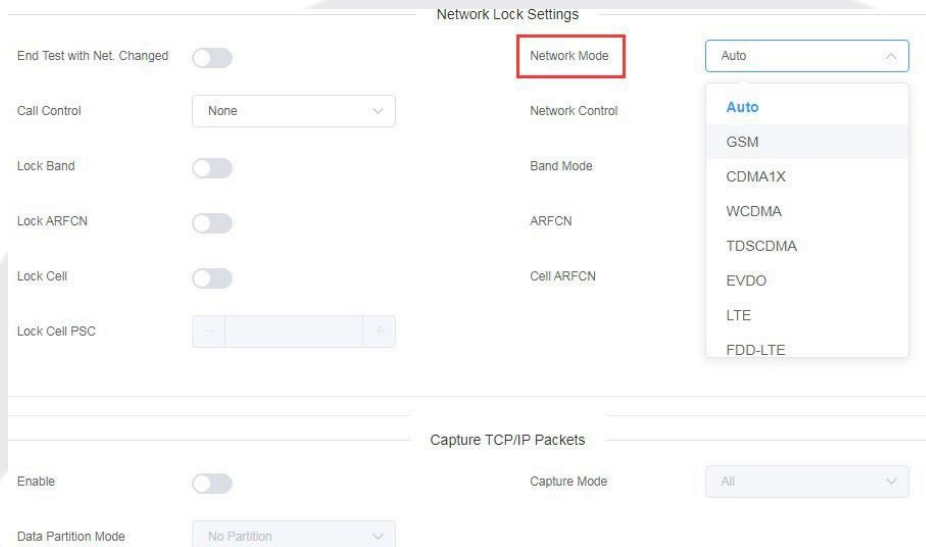 Network Lock Settings
End Test with Net. Changed
Network Mode
Auto
Call Control
None
Network Control
Auto
GSM
CDMA1X
WCDMA
TDSCDMA
EVDO
LTE
FDD-LTE
Lock Band
Band Mode
Lock ARFCN
ARFCN
Lock Cell
Cell ARFCN
Lock Cell PSC
Capture TCP/IP Packets
Enable
Capture Mode
All
Data Partition Mode
No Partition